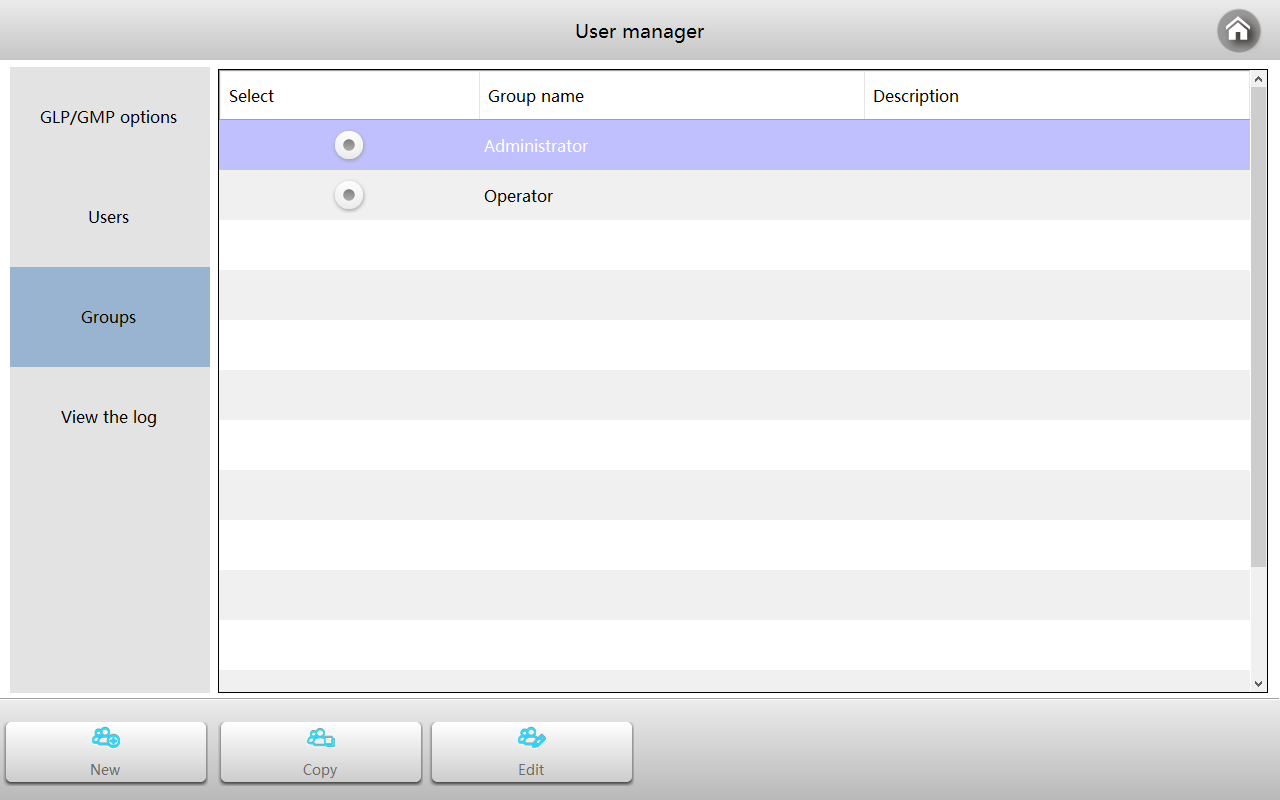 User manager
GLP/GMP options
Users
Groups
View the log
Select Group name Description
Administrator
Operator
New Copy Edit